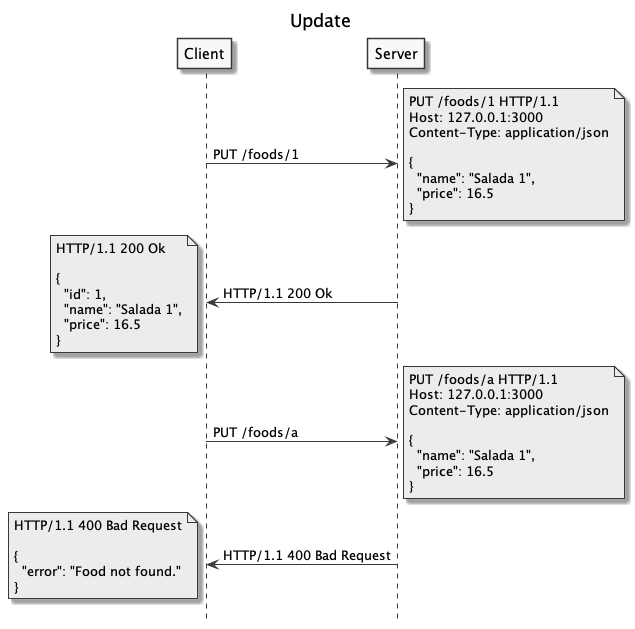 Update
Client
Server
PUT /foods/1 HTTP/1.1
Host: 127.0.0.1:3000
Content-Type: application/json
{
"name": "Salada 1",
"price": 16.5
}
PUT /foods/1
HTTP/1.1 200 Ok
{
"id": 1,
"name": "Salada 1",
"price": 16.5
}
HTTP/1.1 200 Ok
PUT /foods/a HTTP/1.1
Host: 127.0.0.1:3000
Content-Type: application/json
{
"name": "Salada 1",
"price": 16.5
}
PUT /foods/a
HTTP/1.1 400 Bad Request
{
"error": "Food not found."
}
HTTP/1.1 400 Bad Request